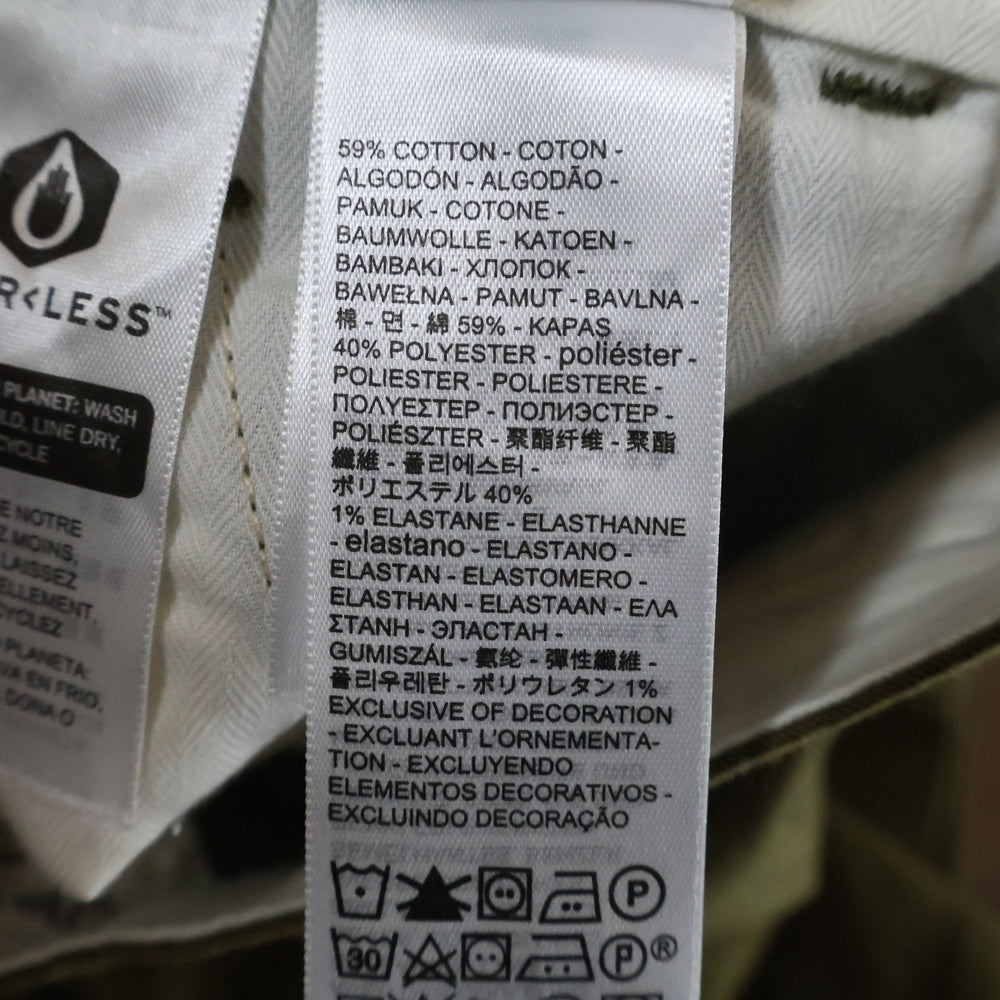 LESS™
PLANET: WASH
LINE DRY,
NOTRE
MOINS,
LAISSEZ
PLANETA:
EN FRIO,
DONA O
59% COTTON - COTON -
ALGODÓN - ALGODÃO -
PAMUK - COTONE -
BAUMWOLLE - KATOEN -
BAMBAKI - ХЛОПОК -
BAWEŁNA - PAMUT - BAVLNA -
棉 - 면 - 綿 59% - KAPAS
40% POLYESTER - poliéster -
POLIESTER - POLIESTERE -
ΠΟΛΥΕΣΤΕΡ - ПОЛИЭСТЕР -
POLIÉSZTER - 聚酯纤维 - 聚酯
纖維 - 폴리에스터 -
ポリエステル 40%
1% ELASTANE - ELASTHANNE
- elastano - ELASTANO -
ELASTAN - ELASTOMERO -
ELASTHAN - ELASTAAN - ΕΛΑ
ΣΤΑΝΗ - ЭЛАСТАН -
GUMISZÁL - 氨纶 - 彈性纖維 -
폴리우레탄 - ポリウレタン 1%
EXCLUSIVE OF DECORATION
- EXCLUANT L'ORNEMENTA-
TION - EXCLUYENDO
ELEMENTOS DECORATIVOS -
EXCLUINDO DECORAÇÃO
P
30 P ®